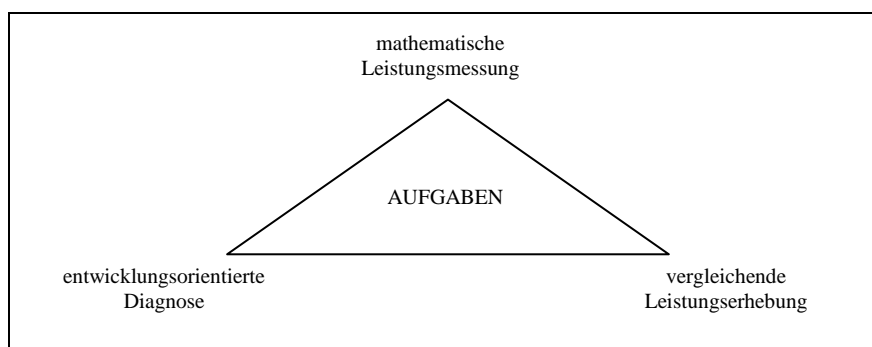 mathematische
Leistungsmessung
AUFGABEN
entwicklungsorientierte
Diagnose
vergleichende
Leistungserhebung